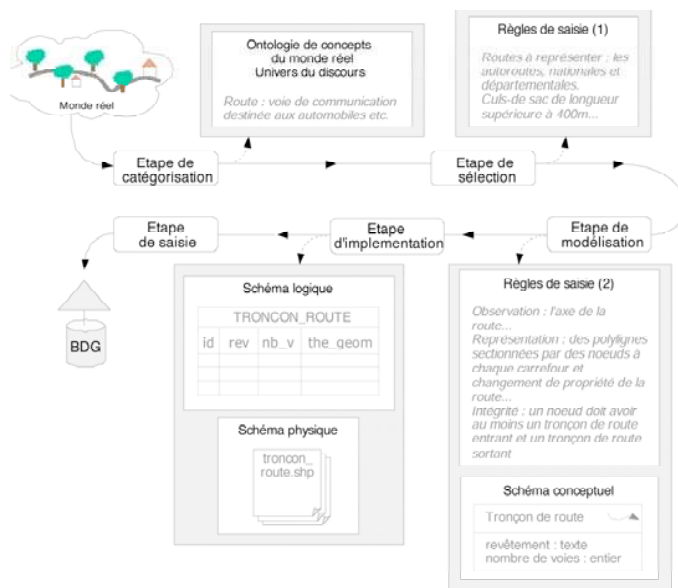 Monde réel
Ontologie de concepts
du monde réel
Univers du discours
Route : voie de communication
destinée aux automobiles etc.
Règles de saisie (1)
Routes à représenter : les
autoroutes, nationales et
départementales.
Culs-de sac de longueur
supérieure à 400m...
Etape de
catégorisation
Etape de
sélection
Etape
de saisie
Etape
d'implementation
Etape de
modélisation
BDG
Schéma logique
TRONCON_ROUTE
id rev nb_v the_geom
Schéma physique
troncon_
route.shp
Règles de saisie (2)
Observation : l'axe de la
route...
Représentation : des polylignes
sectionnées par des noeuds à
chaque carrefour et
changement de propriété de la
route...
Intégrité : un noeud doit avoir
au moins un tronçon de route
entrant et un tronçon de route
sortant
Schéma conceptuel
Tronçon de route
revêtement : texte
nombre de voies : entier